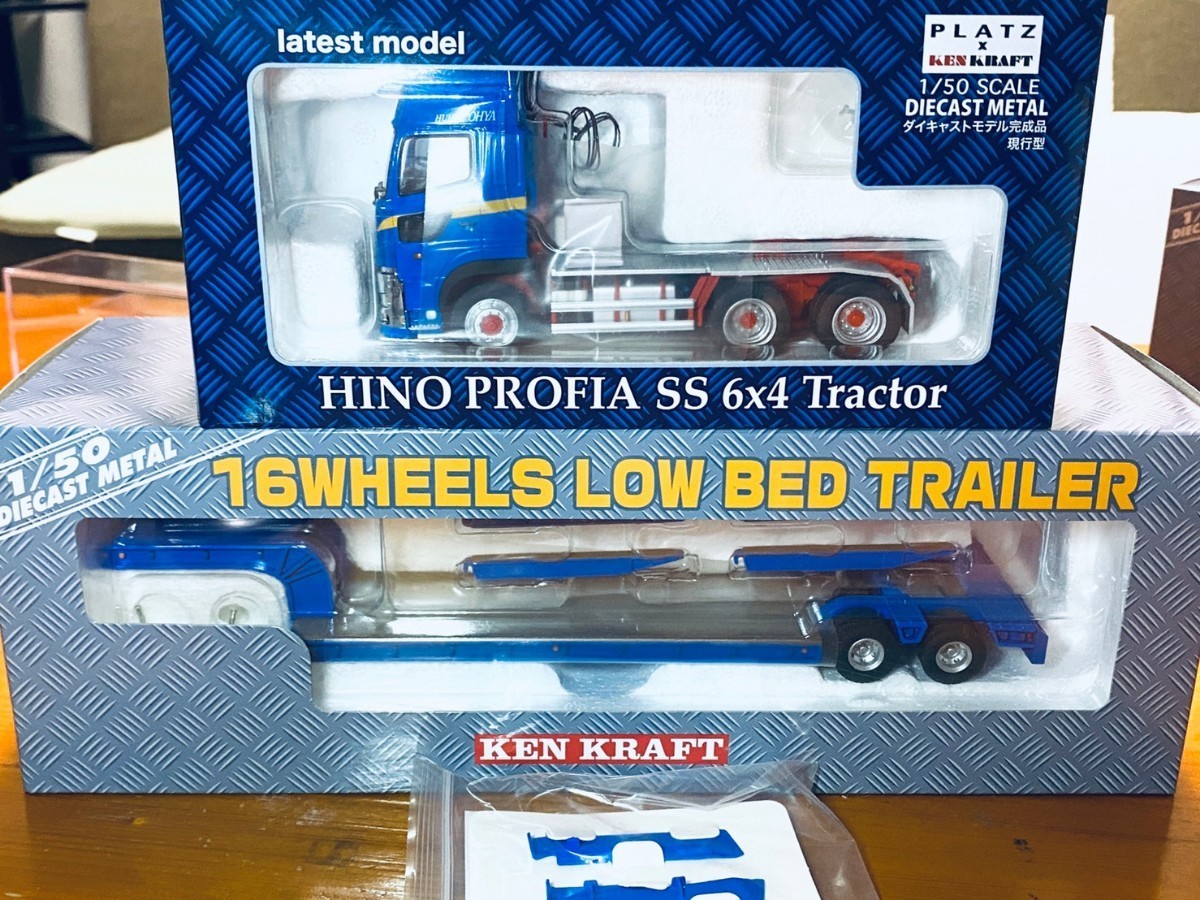 latest model
PLATZ
x
KEN KRAFT
1/50 SCALE
DIECAST METAL
ダイキャストモデル完成品
現行型
HINO PROFIA SS 6x4 Tractor
1/50
DIECAST METAL
16WHEELS LOW BED TRAILER
KEN KRAFT